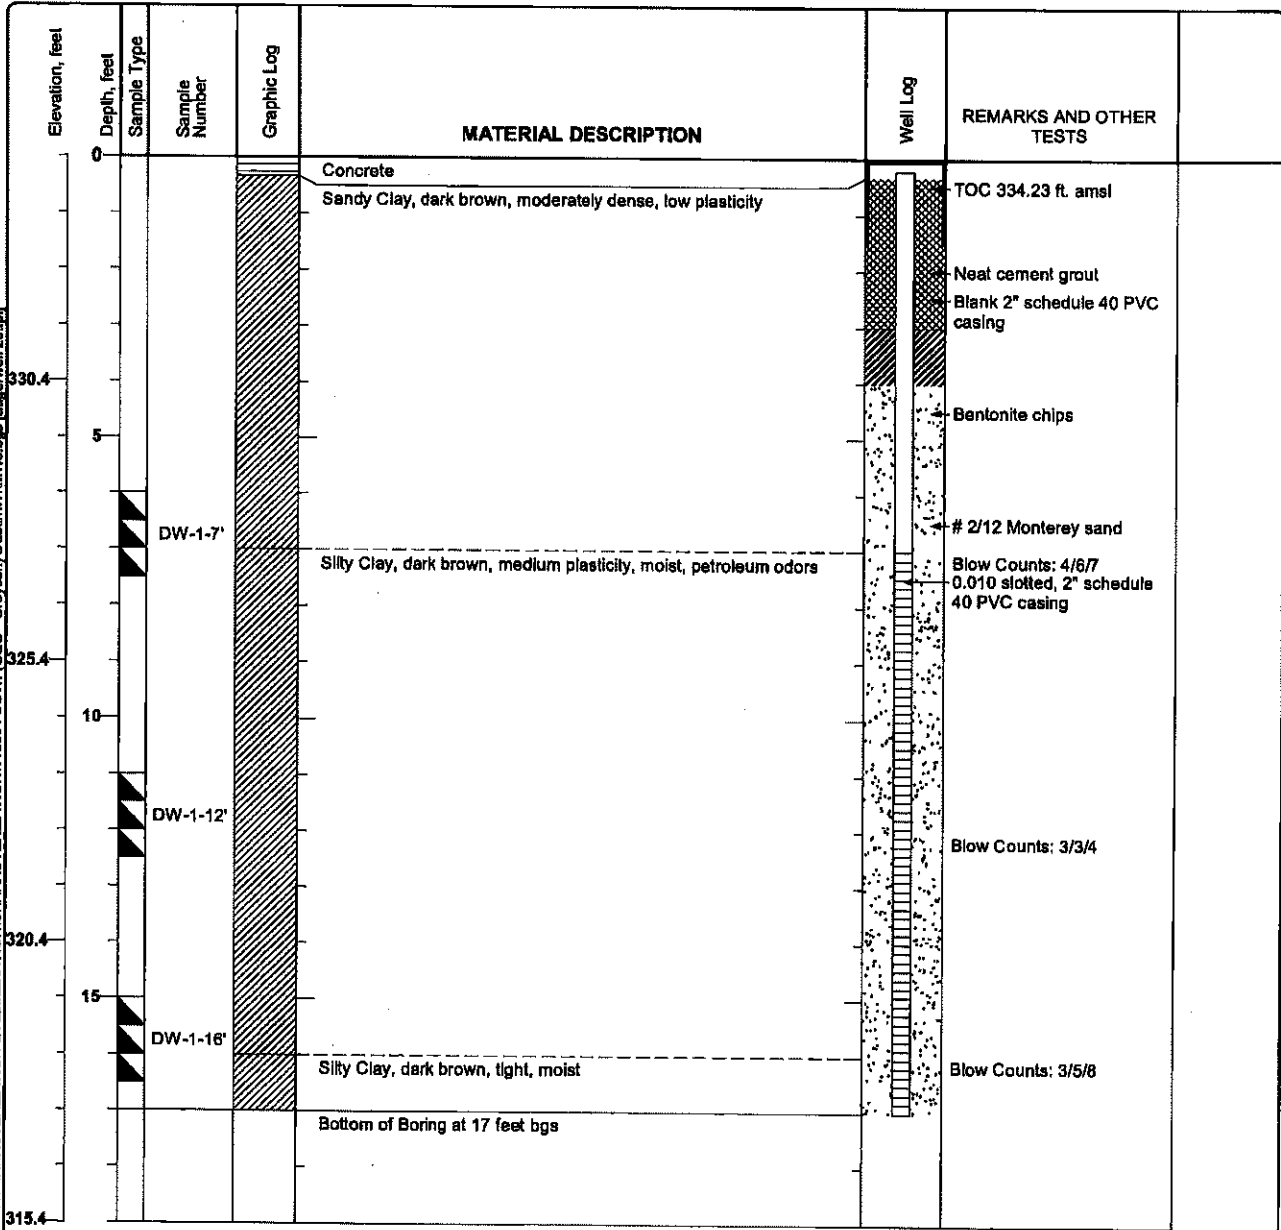 Elevation, feet
Depth, feet
Sample Type
Sample Number
Graphic Log
MATERIAL DESCRIPTION
Well Log
REMARKS AND OTHER
TESTS
0
Concrete
TOC 334.23 ft. amsl
Sandy Clay, dark brown, moderately dense, low plasticity
Neat cement grout
Blank 2" schedule 40 PVC
casing
330.4
Bentonite chips
5
# 2/12 Monterey sand
DW-1-7'
Silty Clay, dark brown, medium plasticity, moist, petroleum odors
Blow Counts: 4/6/7
0.010 slotted, 2" schedule
40 PVC casing
325.4
10
DW-1-12'
Blow Counts: 3/3/4
320.4
15
DW-1-16'
Silty Clay, dark brown, tight, moist
Blow Counts: 3/5/8
Bottom of Boring at 17 feet bgs
315.4